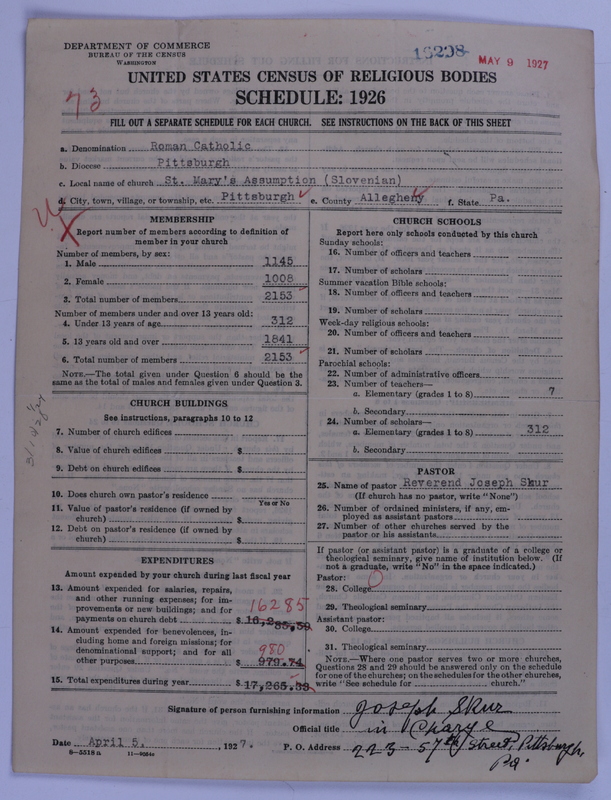 DEPARTMENT OF COMMERCE
BUREAU OF THE CENSUS
WASHINGTON
MAY 9 1927
UNITED STATES CENSUS OF RELIGIOUS BODIES
SCHEDULE: 1926
73
FILL OUT A SEPARATE SCHEDULE FOR EACH CHURCH. SEE INSTRUCTIONS ON THE BACK OF THIS SHEET
a. Denomination Roman Catholic
b. Diocese Pittsburgh
c. Local name of church St. Mary's Assumption (Slovenian)
d. City, town, village, or township, etc. Pittsburgh e. County Allegheny f. State Pa.
MEMBERSHIP
Report number of members according to definition of
member in your church
Number of members, by sex:
1. Male 1145
2. Female 1008
3. Total number of members 2153
Number of members under and over 13 years old:
4. Under 13 years of age 312
5. 13 years old and over 1841
6. Total number of members 2153
NOTE.—The total given under Question 6 should be
same as the total of males and females given under Question 3.
CHURCH BUILDINGS
See instructions, paragraphs 10 to 12
7. Number of church edifices
8. Value of church edifices $
9. Debt on church edifices $
10. Does church own pastor's residence
Yes or No
11. Value of pastor's residence (if owned by
church) $
12. Debt on pastor's residence (if owned by
church) $
EXPENDITURES
Amount expended by your church during last fiscal year
13. Amount expended for salaries, repairs,
and other running expenses; for im-
provements or new buildings; and for
payments on church debt $ 16285
14. Amount expended for benevolences, in-
cluding home and foreign missions; for
denominational support; and for all
other purposes $ 979.74 980
15. Total expenditures during year $ 17,265.33
CHURCH SCHOOLS
Report here only schools conducted by this church
Sunday schools:
16. Number of officers and teachers
17. Number of scholars
Summer vacation Bible schools:
18. Number of officers and teachers
19. Number of scholars
Week-day religious schools:
20. Number of officers and teachers
21. Number of scholars
Parochial schools:
22. Number of administrative officers
23. Number of teachers—
a. Elementary (grades 1 to 8) 7
b. Secondary
24. Number of scholars—
a. Elementary (grades 1 to 8) 312
b. Secondary
PASTOR
25. Name of pastor Reverend Joseph Skur
(If church has no pastor, write "None")
26. Number of ordained ministers, if any, em-
ployed as assistant pastors
27. Number of other churches served by the
pastor or his assistants
If pastor (or assistant pastor) is a graduate of a college or
theological seminary, give name of institution below. (If
not a graduate, write "No" in the space indicated.)
Pastor: 0
28. College
29. Theological seminary
Assistant pastor:
30. College
31. Theological seminary
NOTE.—Where one pastor serves two or more churches,
Questions 28 and 29 should be answered only on the schedule
for one of the churches; on the schedules for the other churches,
write "See schedule for church."
Signature of person furnishing information Joseph Skur
Official title in Charge
Date April 5, , 1927. P. O. Address 223 - 57th Street, Pittsburgh,
Pa.
8—5518 a